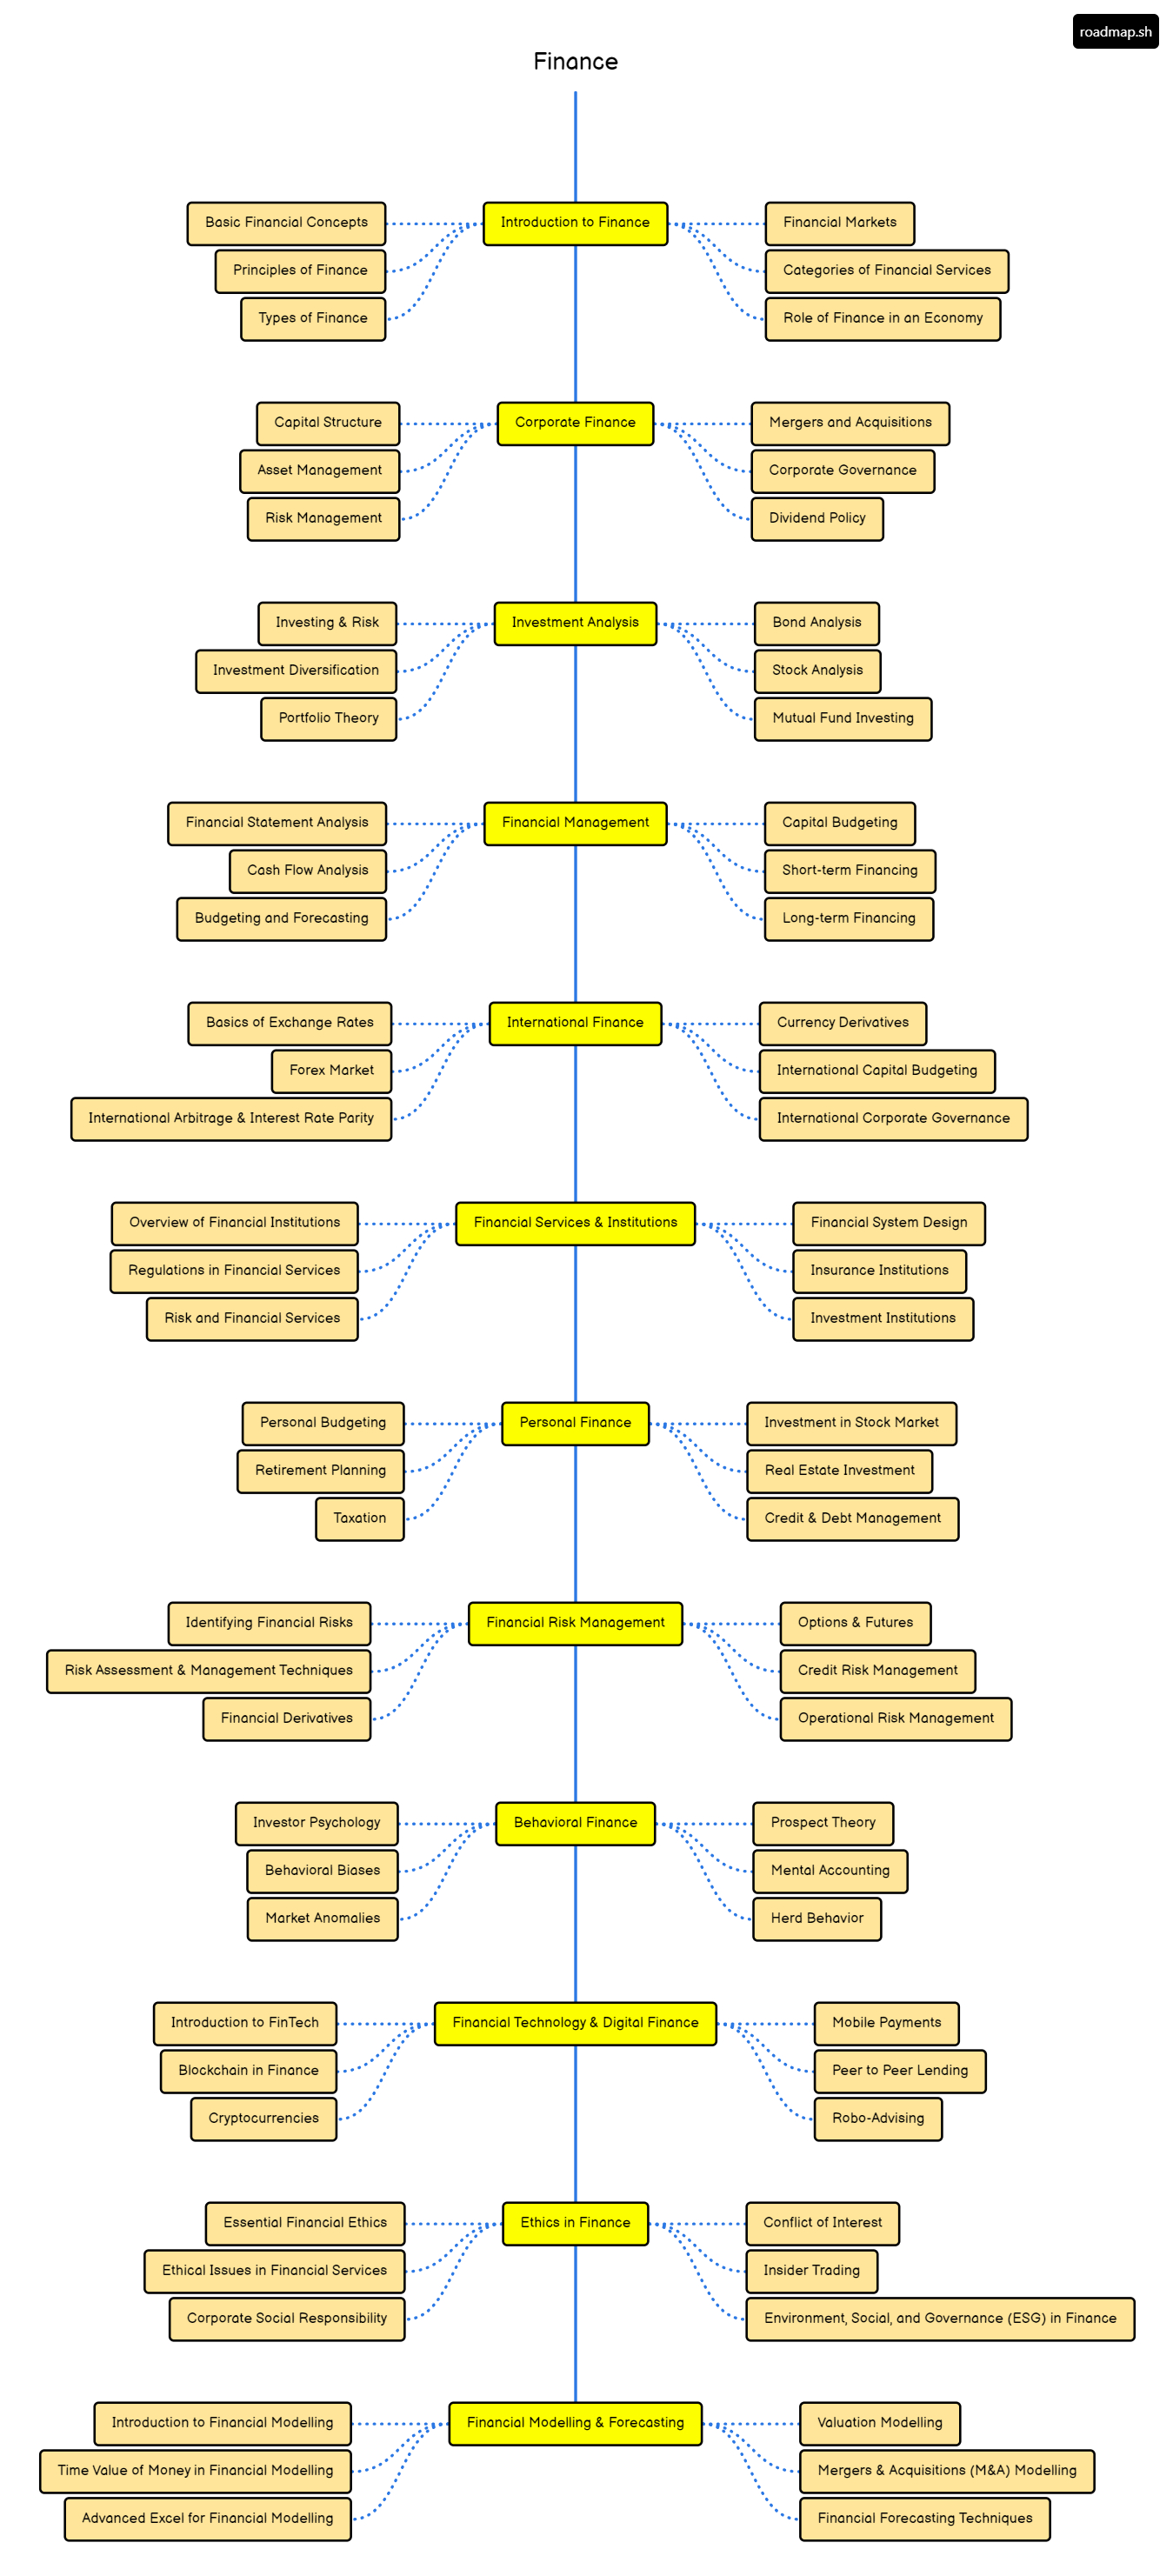 roadmap.sh
Finance
Introduction to Finance
Basic Financial Concepts
Principles of Finance
Types of Finance
Financial Markets
Categories of Financial Services
Role of Finance in an Economy
Corporate Finance
Capital Structure
Asset Management
Risk Management
Mergers and Acquisitions
Corporate Governance
Dividend Policy
Investment Analysis
Investing & Risk
Investment Diversification
Portfolio Theory
Bond Analysis
Stock Analysis
Mutual Fund Investing
Financial Management
Financial Statement Analysis
Cash Flow Analysis
Budgeting and Forecasting
Capital Budgeting
Short-term Financing
Long-term Financing
International Finance
Basics of Exchange Rates
Forex Market
International Arbitrage & Interest Rate Parity
Currency Derivatives
International Capital Budgeting
International Corporate Governance
Financial Services & Institutions
Overview of Financial Institutions
Regulations in Financial Services
Risk and Financial Services
Financial System Design
Insurance Institutions
Investment Institutions
Personal Finance
Personal Budgeting
Retirement Planning
Taxation
Investment in Stock Market
Real Estate Investment
Credit & Debt Management
Financial Risk Management
Identifying Financial Risks
Risk Assessment & Management Techniques
Financial Derivatives
Options & Futures
Credit Risk Management
Operational Risk Management
Behavioral Finance
Investor Psychology
Behavioral Biases
Market Anomalies
Prospect Theory
Mental Accounting
Herd Behavior
Financial Technology & Digital Finance
Introduction to FinTech
Blockchain in Finance
Cryptocurrencies
Mobile Payments
Peer to Peer Lending
Robo-Advising
Ethics in Finance
Essential Financial Ethics
Ethical Issues in Financial Services
Corporate Social Responsibility
Conflict of Interest
Insider Trading
Environment, Social, and Governance (ESG) in Finance
Financial Modelling & Forecasting
Introduction to Financial Modelling
Time Value of Money in Financial Modelling
Advanced Excel for Financial Modelling
Valuation Modelling
Mergers & Acquisitions (M&A) Modelling
Financial Forecasting Techniques